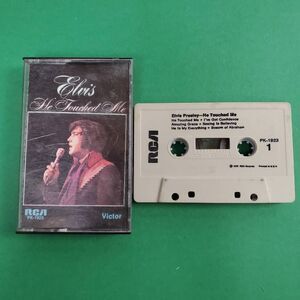 Elvis
He Touched Me
RCA
PK-1923
Victor
Elvis Presley—He Touched Me
He Touched Me • I've Got Confidence
Amazing Grace • Seeing Is Believing
He Is My Everything • Bosom of Abraham
RCA
PK-1923
1